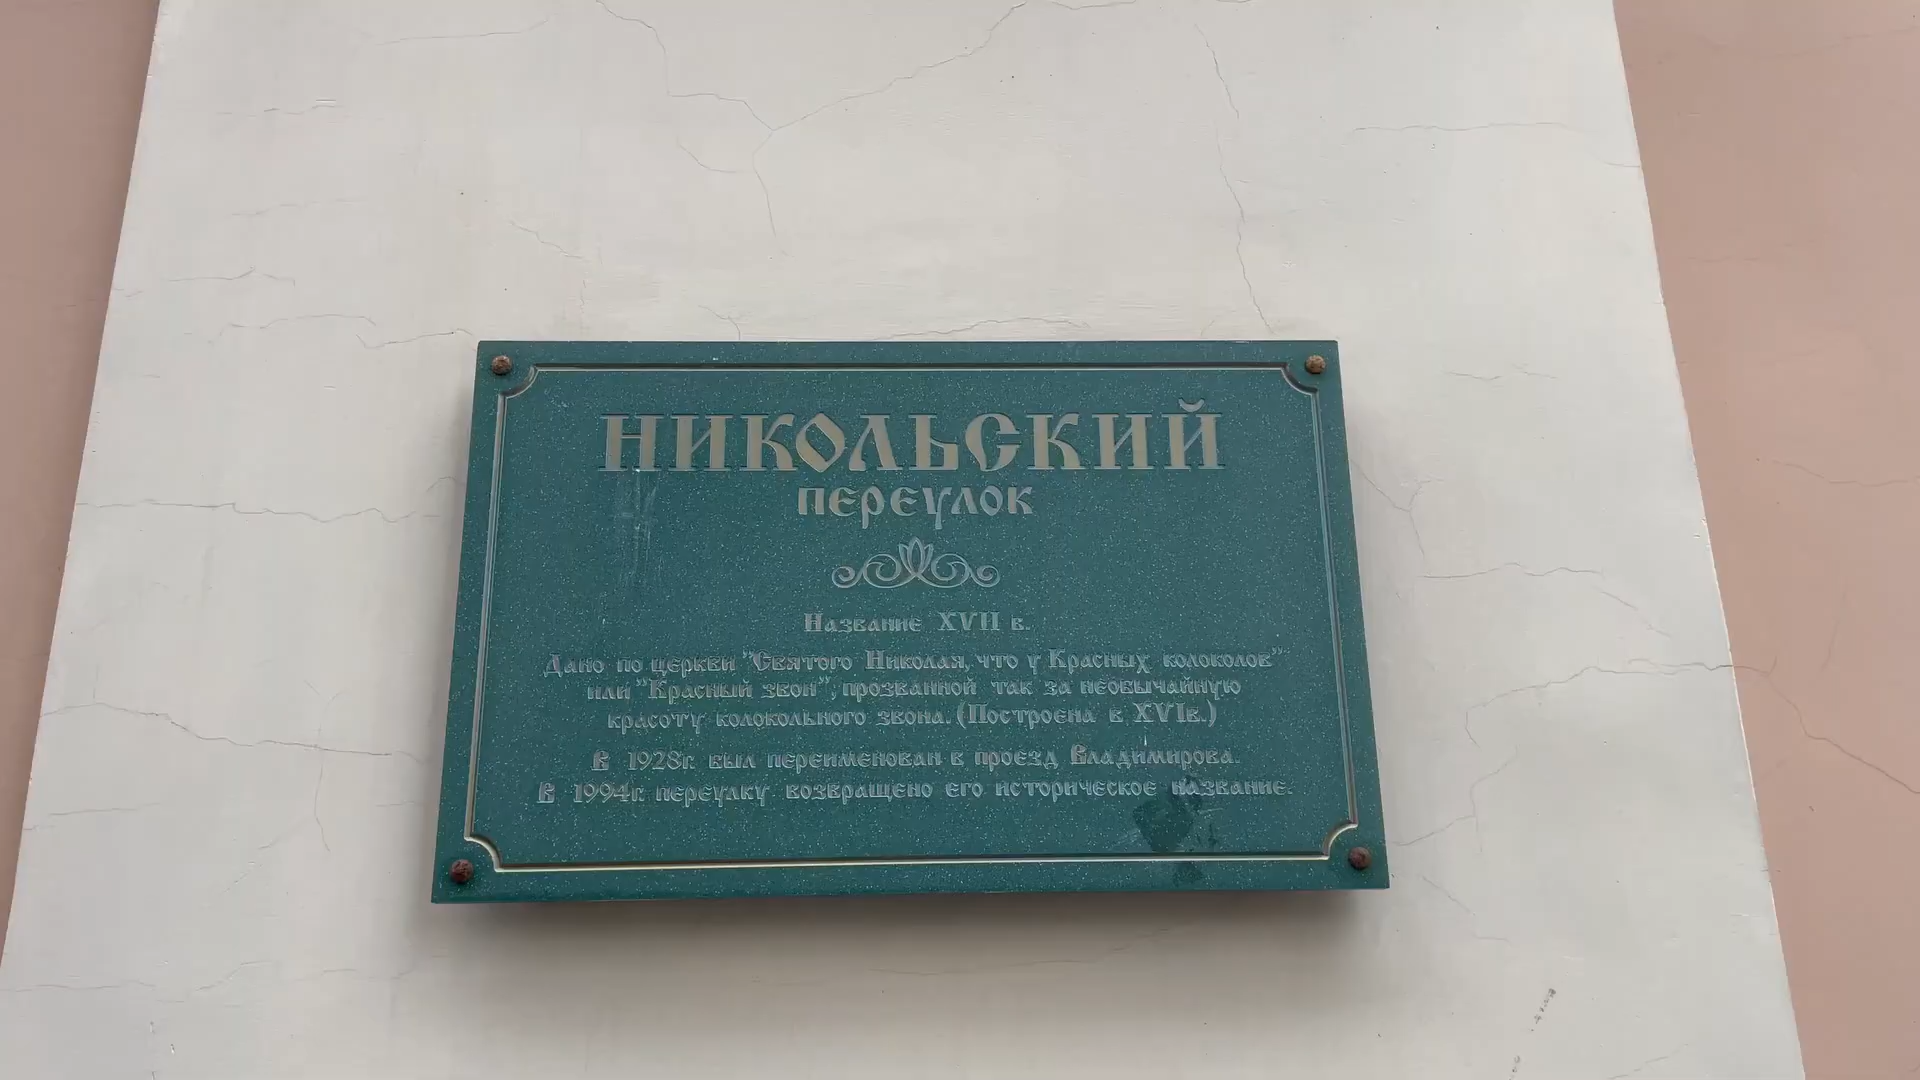 НИКОЛЬСКИЙ
ПЕРЕУЛОК
Название XVII в.
Дано по церкви "Святого Николая, что у Красных колоколов"
или "Красный звон", прозванной так за необычайную
красоту колокольного звона. (Построена в XVIв.)
В 1928г. был переименован в проезд Владимирова.
В 1994г. переулку возвращено его историческое название.